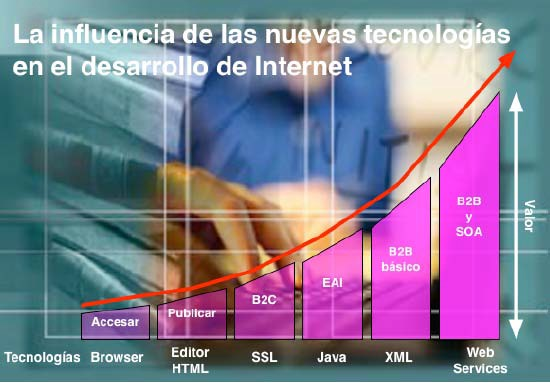 La influencia de las nuevas tecnologías
en el desarrollo de Internet
Accesar
Publicar
B2C
EAI
B2B
básico
B2B
y
SOA
Valor
Tecnologías
Browser
Editor
HTML
SSL
Java
XML
Web
Services